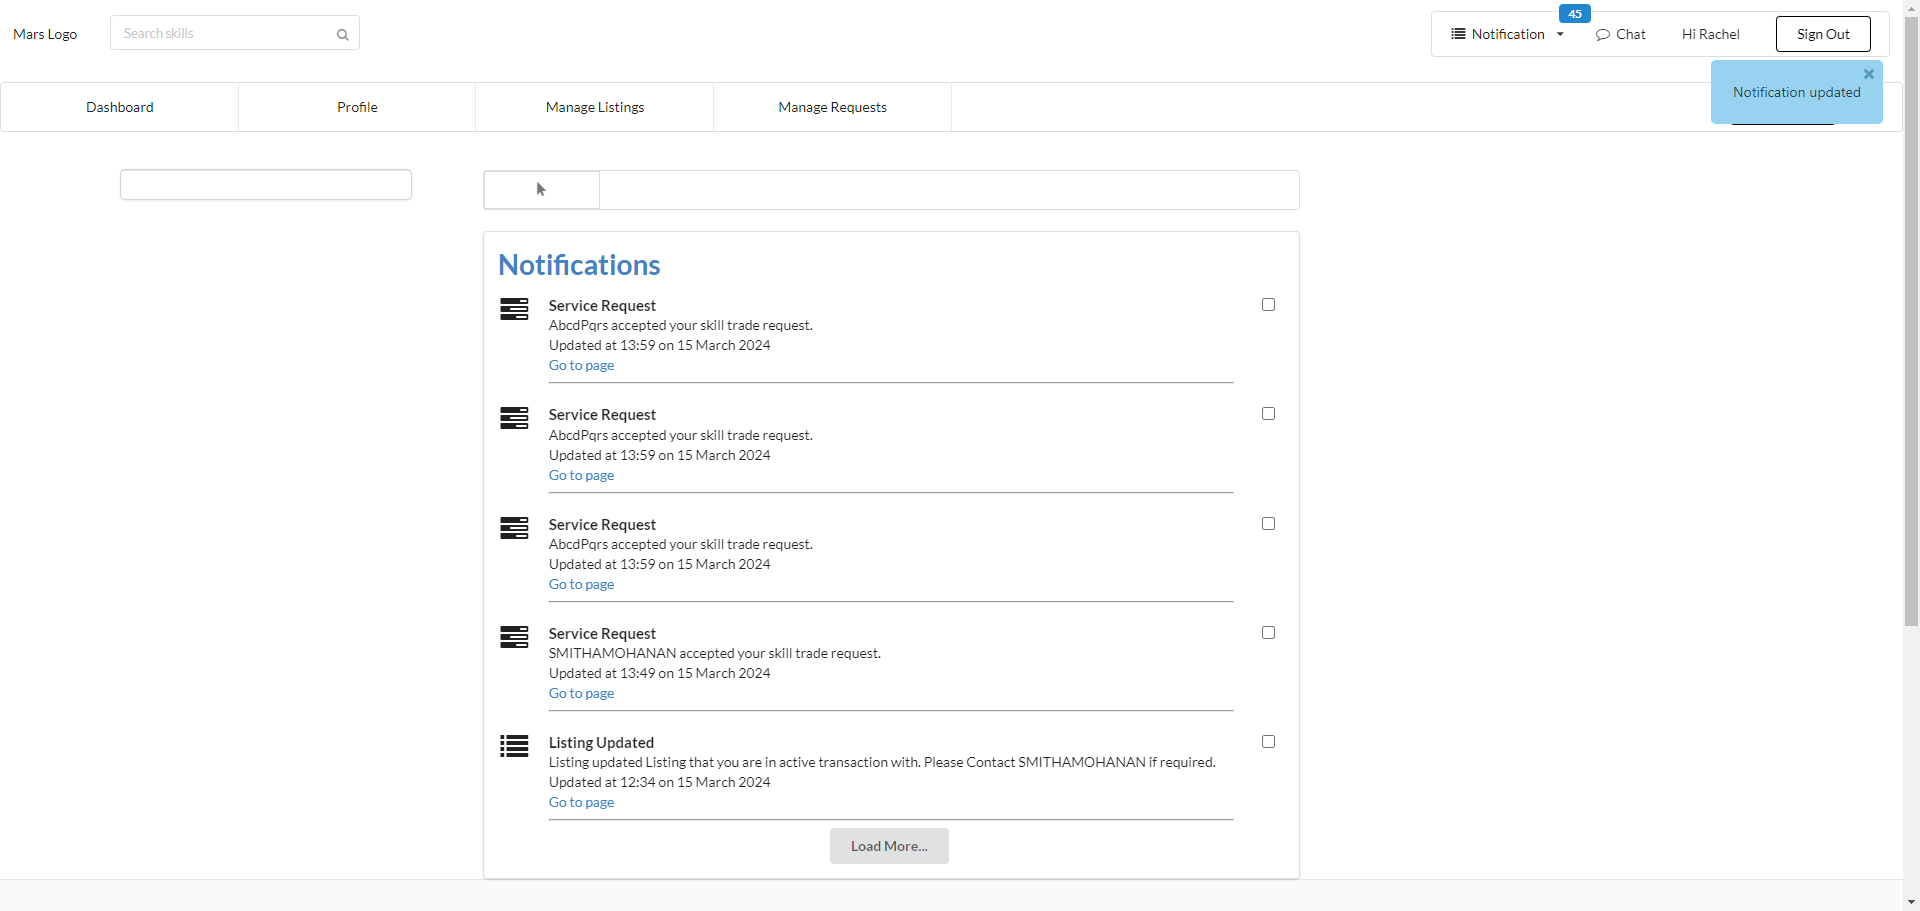 Mars Logo
Search skills
45
Notification
Chat
Hi Rachel
Sign Out
Notification updated
Dashboard
Profile
Manage Listings
Manage Requests
Notifications
Service Request
AbcdPqrs accepted your skill trade request.
Updated at 13:59 on 15 March 2024
Go to page
Service Request
AbcdPqrs accepted your skill trade request.
Updated at 13:59 on 15 March 2024
Go to page
Service Request
AbcdPqrs accepted your skill trade request.
Updated at 13:59 on 15 March 2024
Go to page
Service Request
SMITHAMOHANAN accepted your skill trade request.
Updated at 13:49 on 15 March 2024
Go to page
Listing Updated
Listing updated Listing that you are in active transaction with. Please Contact SMITHAMOHANAN if required.
Updated at 12:34 on 15 March 2024
Go to page
Load More...